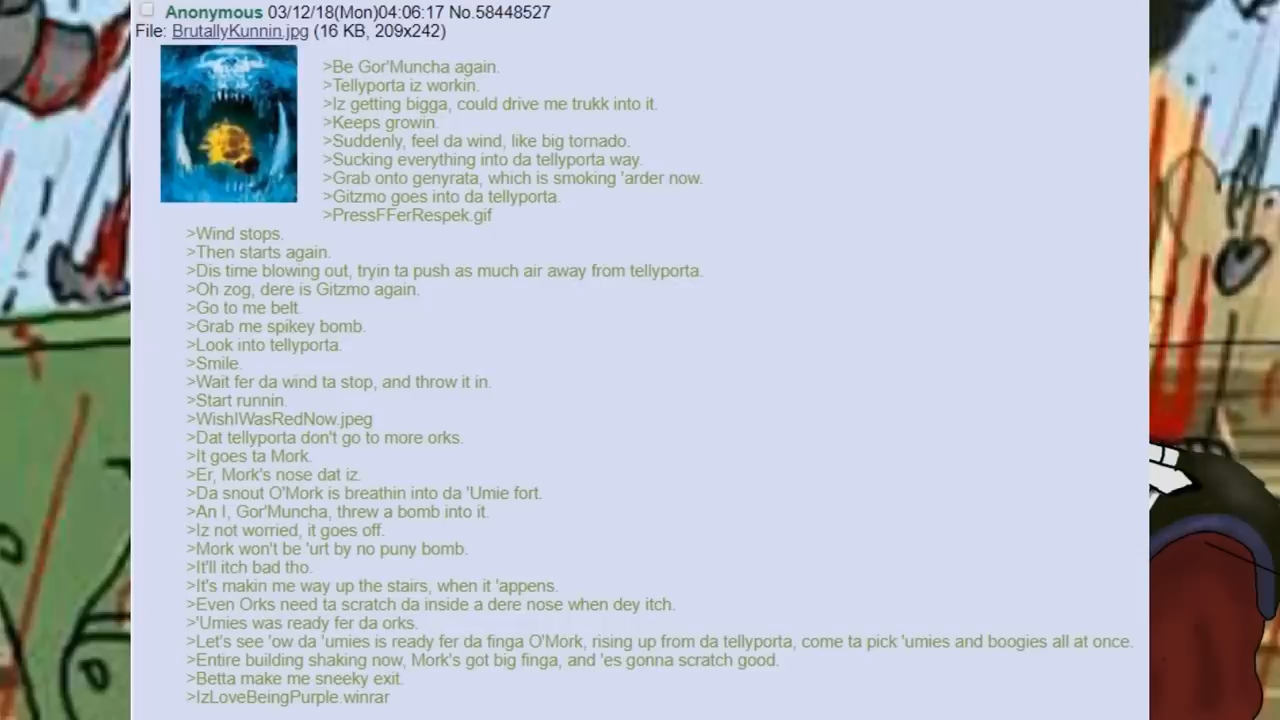 Anonymous 03/12/18(Mon)04:06:17 No.58448527
File: BrutallyKunnin.jpg (16 KB, 209x242)
>Be Gor'Muncha again.
>Tellyporta iz workin.
>Iz getting bigga, could drive me trukk into it.
>Keeps growin.
>Suddenly, feel da wind, like big tornado.
>Sucking everything into da tellyporta way.
>Grab onto genyrata, which is smoking 'arder now.
>Gitzmo goes into da tellyporta.
>PressFFerRespek.gif
>Wind stops.
>Then starts again.
>Dis time blowing out, tryin ta push as much air away from tellyporta.
>Oh zog, dere is Gitzmo again.
>Go to me belt.
>Grab me spikey bomb.
>Look into tellyporta.
>Smile.
>Wait fer da wind ta stop, and throw it in.
>Start runnin.
>WishIWasRedNow.jpeg
>Dat tellyporta don't go to more orks.
>It goes ta Mork.
>Er, Mork's nose dat iz.
>Da snout O'Mork is breathin into da 'Umie fort.
>An I, Gor'Muncha, threw a bomb into it.
>Iz not worried, it goes off.
>Mork won't be 'urt by no puny bomb.
>It'll itch bad tho.
>It's makin me way up the stairs, when it 'appens.
>Even Orks need ta scratch da inside a dere nose when dey itch.
>'Umies was ready fer da orks.
>Let's see 'ow da 'umies is ready fer da finga O'Mork, rising up from da tellyporta, come ta pick 'umies and boogies all at once.
>Entire building shaking now, Mork's got big finga, and 'es gonna scratch good.
>Betta make me sneeky exit.
>IzLoveBeingPurple.winrar